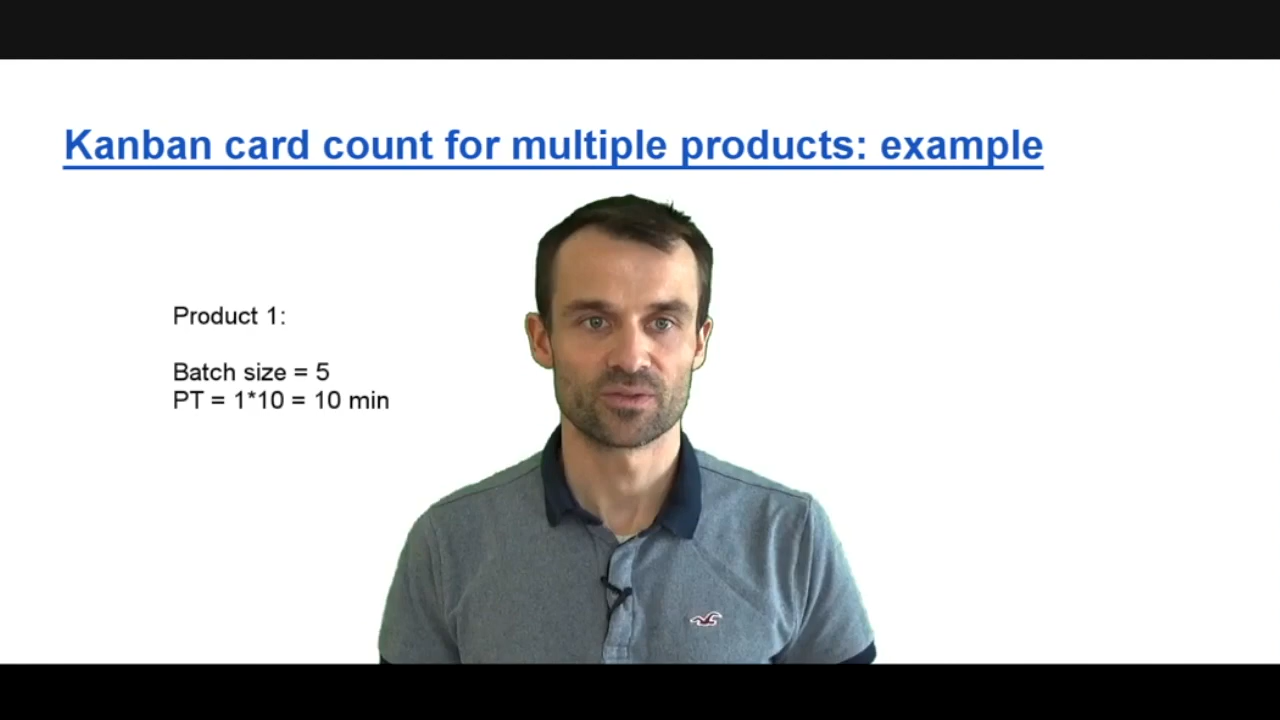 Kanban card count for multiple products: example
Product 1:
Batch size = 5
PT = 1*10 = 10 min